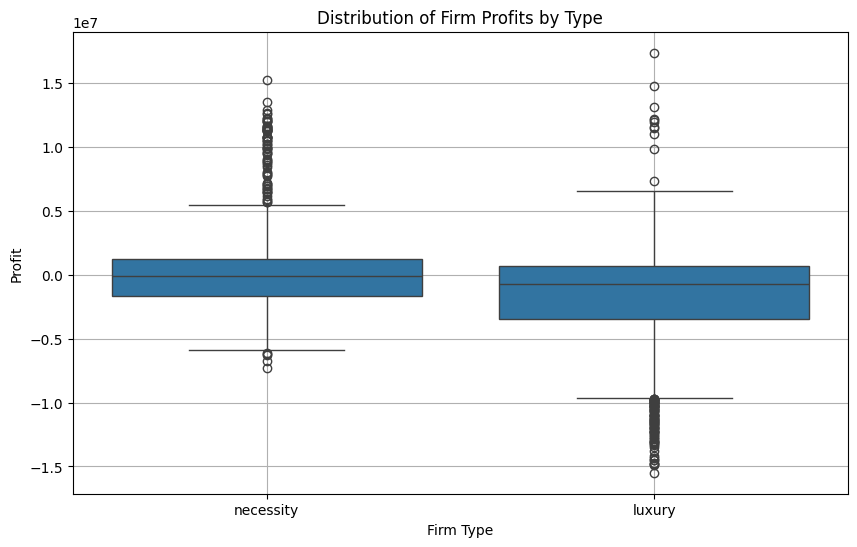 Distribution of Firm Profits by Type
1e7
1.5
1.0
0.5
0.0
−0.5
−1.0
−1.5
Profit
necessity
luxury
Firm Type